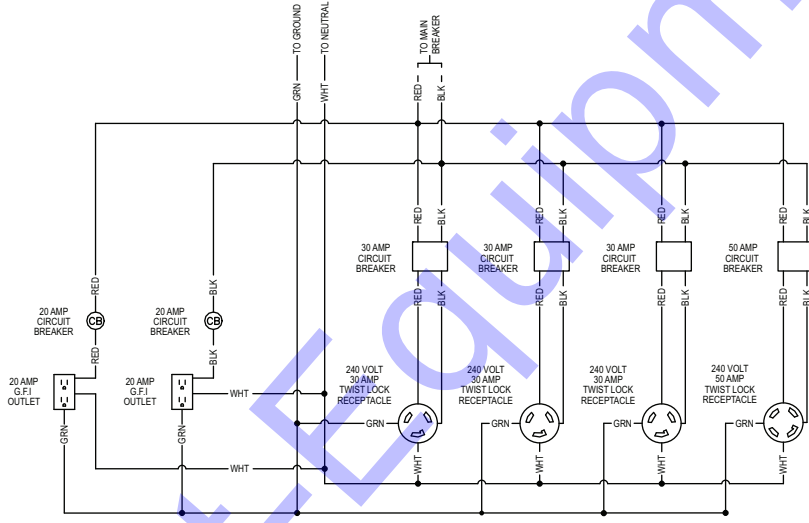 TO GROUND
TO NEUTRAL
TO MAIN
BREAKER
GRN
WHT
RED
BLK
RED
BLK
RED
BLK
RED
BLK
RED
BLK
30 AMP
CIRCUIT
BREAKER
30 AMP
CIRCUIT
BREAKER
30 AMP
CIRCUIT
BREAKER
50 AMP
CIRCUIT
BREAKER
RED
BLK
RED
BLK
RED
BLK
RED
BLK
RED
BLK
20 AMP
CIRCUIT
BREAKER
CB
20 AMP
CIRCUIT
BREAKER
CB
RED
BLK
20 AMP
G.F.I
OUTLET
20 AMP
G.F.I
OUTLET
WHT
240 VOLT
30 AMP
TWIST LOCK
RECEPTACLE
240 VOLT
30 AMP
TWIST LOCK
RECEPTACLE
240 VOLT
30 AMP
TWIST LOCK
RECEPTACLE
240 VOLT
50 AMP
TWIST LOCK
RECEPTACLE
GRN
GRN
GRN
GRN
GRN
GRN
WHT
WHT
WHT
WHT
WHT
t-Equipm